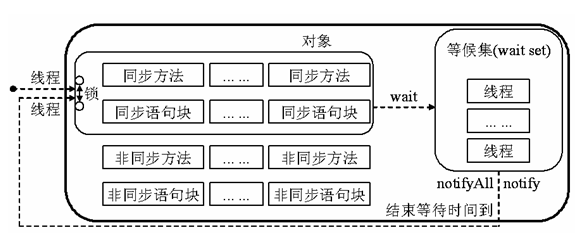 对象
等候集(wait set)
线程
线程
锁
同步方法 … … 同步方法
同步语句块 … … 同步语句块
wait
线程
… …
线程
非同步方法 … … 非同步方法
非同步语句块 … … 非同步语句块
notifyAll notify
结束等待时间到